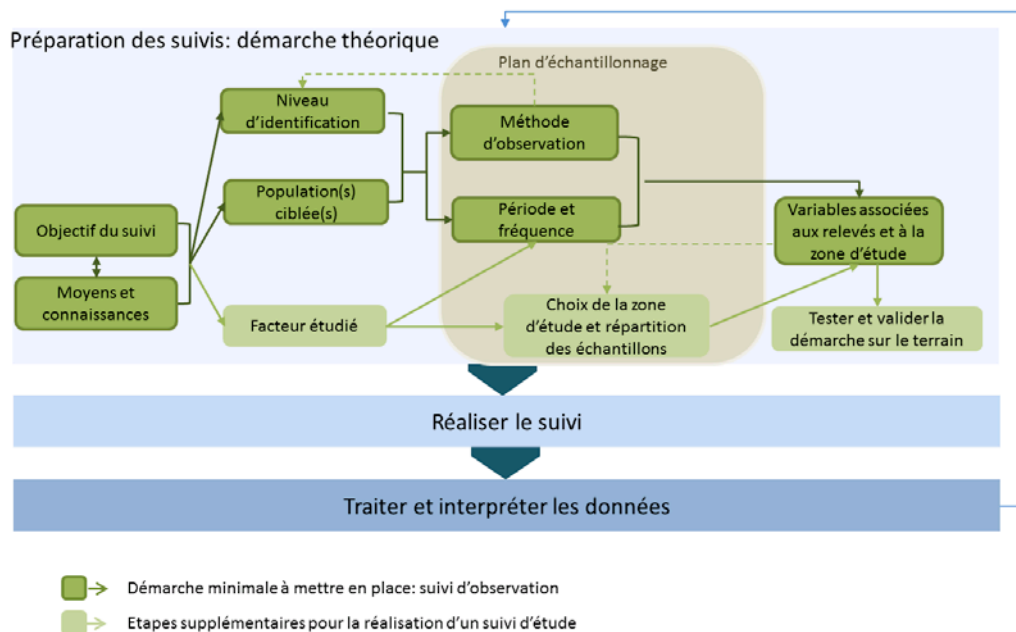 Préparation des suivis: démarche théorique
Plan d'échantillonnage
Niveau
d'identification
Méthode
d'observation
Population(s)
ciblée(s)
Période et
fréquence
Variables associées
aux relevés et à la
zone d'étude
Objectif du suivi
Moyens et
connaissances
Facteur étudié
Choix de la zone
d'étude et répartition
des échantillons
Tester et valider la
démarche sur le terrain
Réaliser le suivi
Traiter et interpréter les données
Démarche minimale à mettre en place: suivi d'observation
Etapes supplémentaires pour la réalisation d'un suivi d'étude